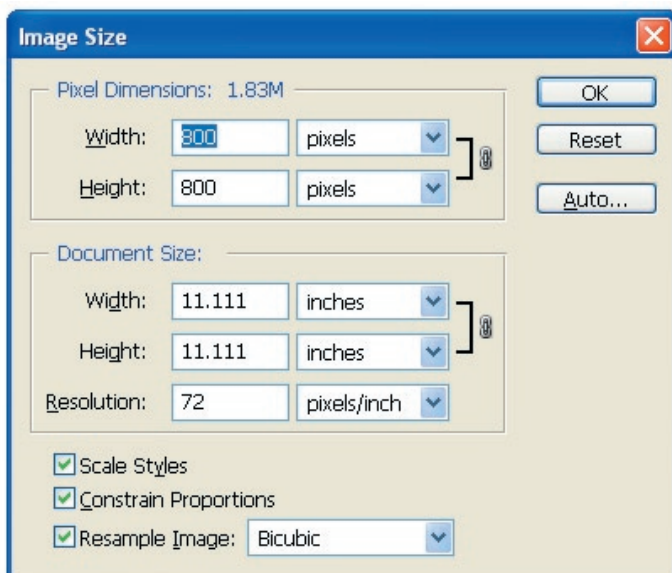 Image Size
Pixel Dimensions: 1.83M
OK
Width: 800 pixels
Reset
Height: 800 pixels
Auto...
Document Size:
Width: 11.111 inches
Height: 11.111 inches
Resolution: 72 pixels/inch
Scale Styles
Constrain Proportions
Resample Image: Bicubic